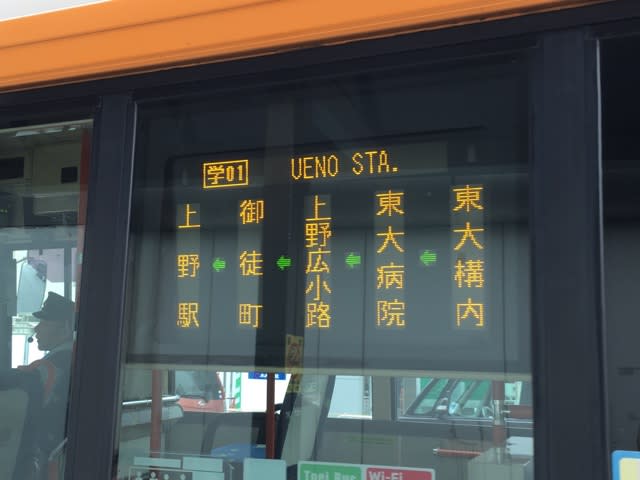 学01 UENO STA.
東大構内
東大病院
上野広小路
御徒町
上野駅
Toei Bus Wi-Fi